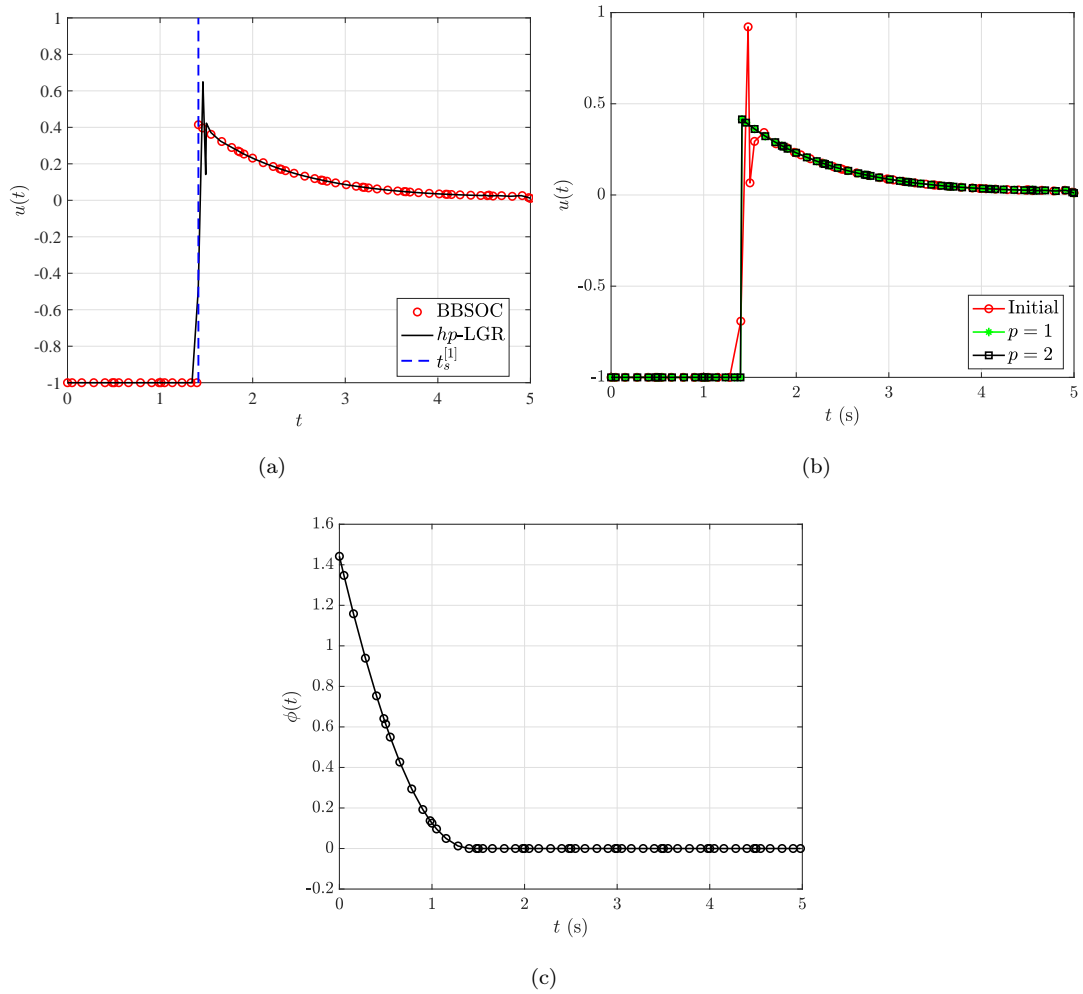 1
0.8
0.6
0.4
0.2
0
-0.2
-0.4
-0.6
-0.8
-1
u(t)
0 1 2 3 4 5
t
BBSOC
hp-LGR
t_s^{[1]}
(a)
1
0.5
0
-0.5
-1
u(t)
0 1 2 3 4 5
t (s)
Initial
p = 1
p = 2
(b)
1.6
1.4
1.2
1
0.8
0.6
0.4
0.2
0
-0.2
ϕ(t)
0 1 2 3 4 5
t (s)
(c)